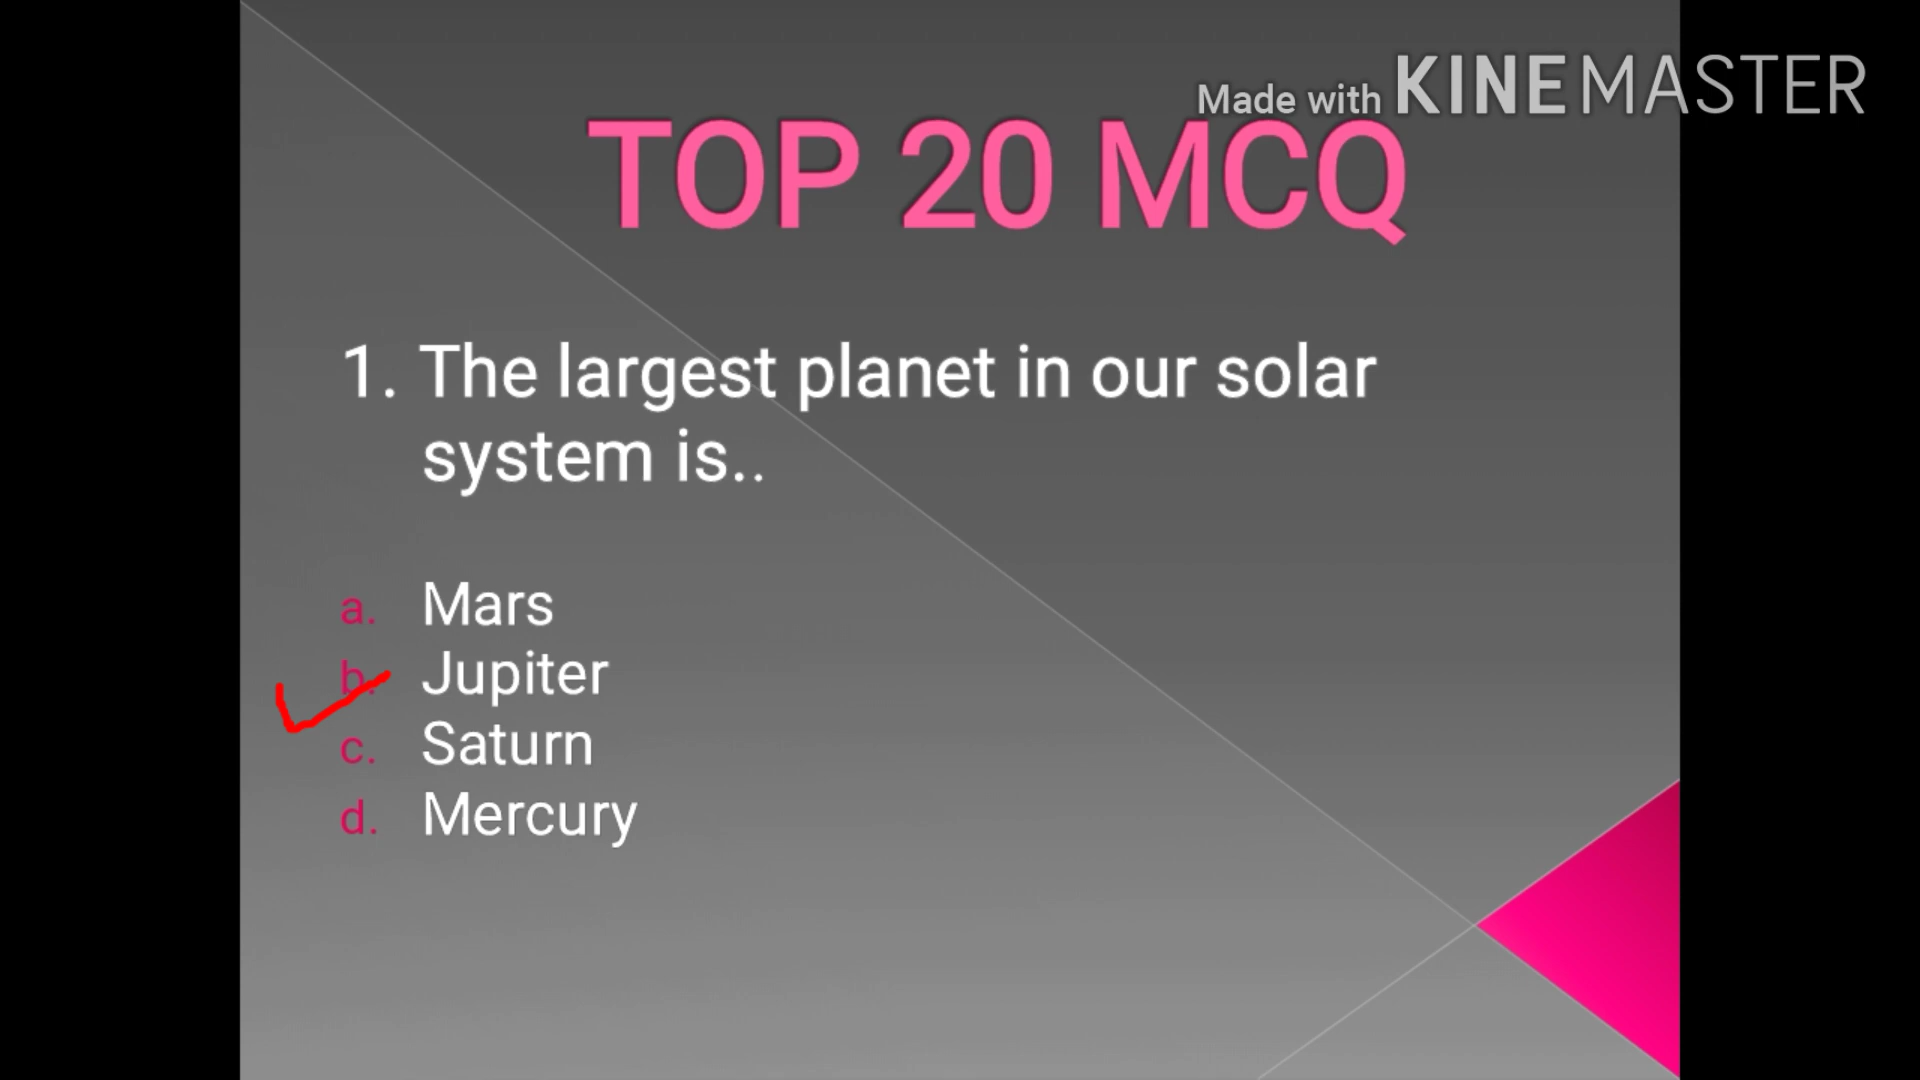 Made with KINEMASTER
TOP 20 MCQ
1. The largest planet in our solar
system is..
a. Mars
b. Jupiter
c. Saturn
d. Mercury